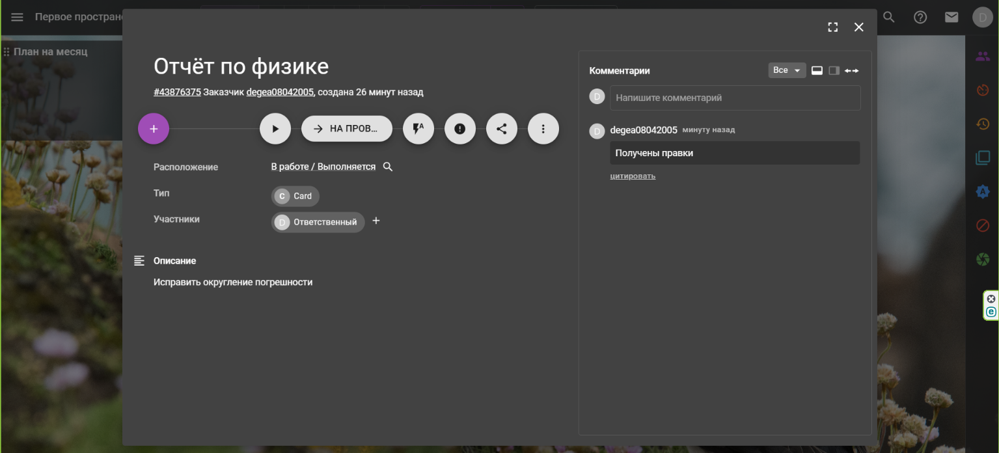 Первое простран
План на месяц
Отчёт по физике
#43876375 Заказчик degea08042005, создана 26 минут назад
НА ПРОВ...
Расположение
В работе / Выполняется
Тип
C Card
Участники
D Ответственный
Описание
Исправить округление погрешности
Комментарии
Все
D
Напишите комментарий
D
degea08042005 минуту назад
Получены правки
цитировать
D